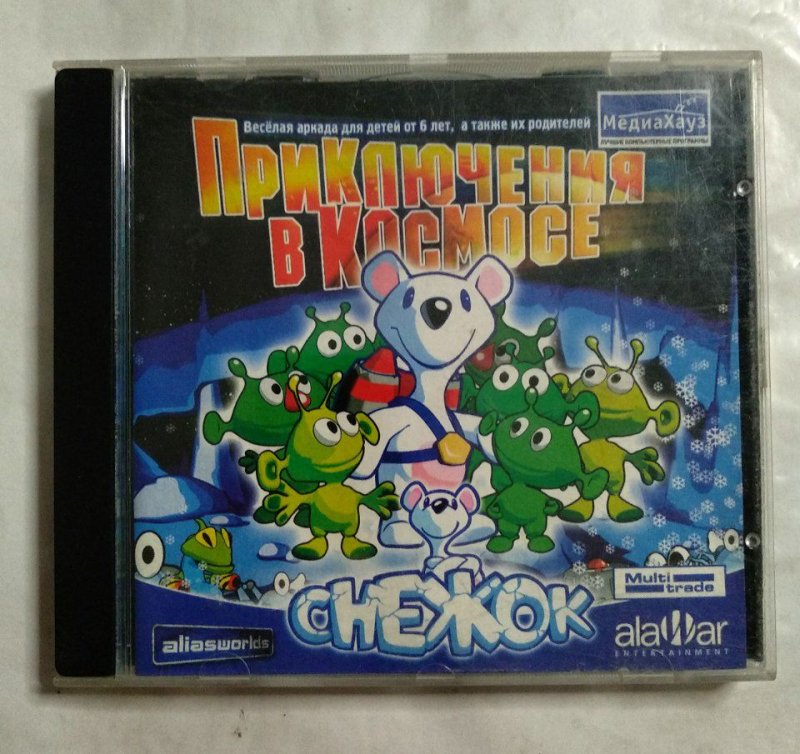 Весёлая аркада для детей от 6 лет, а также их родителей
МедиаХауз
ЛУЧШИЕ КОМПЬЮТЕРНЫЕ ПРОГРАММЫ
ПРИКЛЮЧЕНИЯ
В КОСМОСЕ
СНЕЖОК
Multi
trade
aliasworlds
alaWar
ENTERTAINMENT